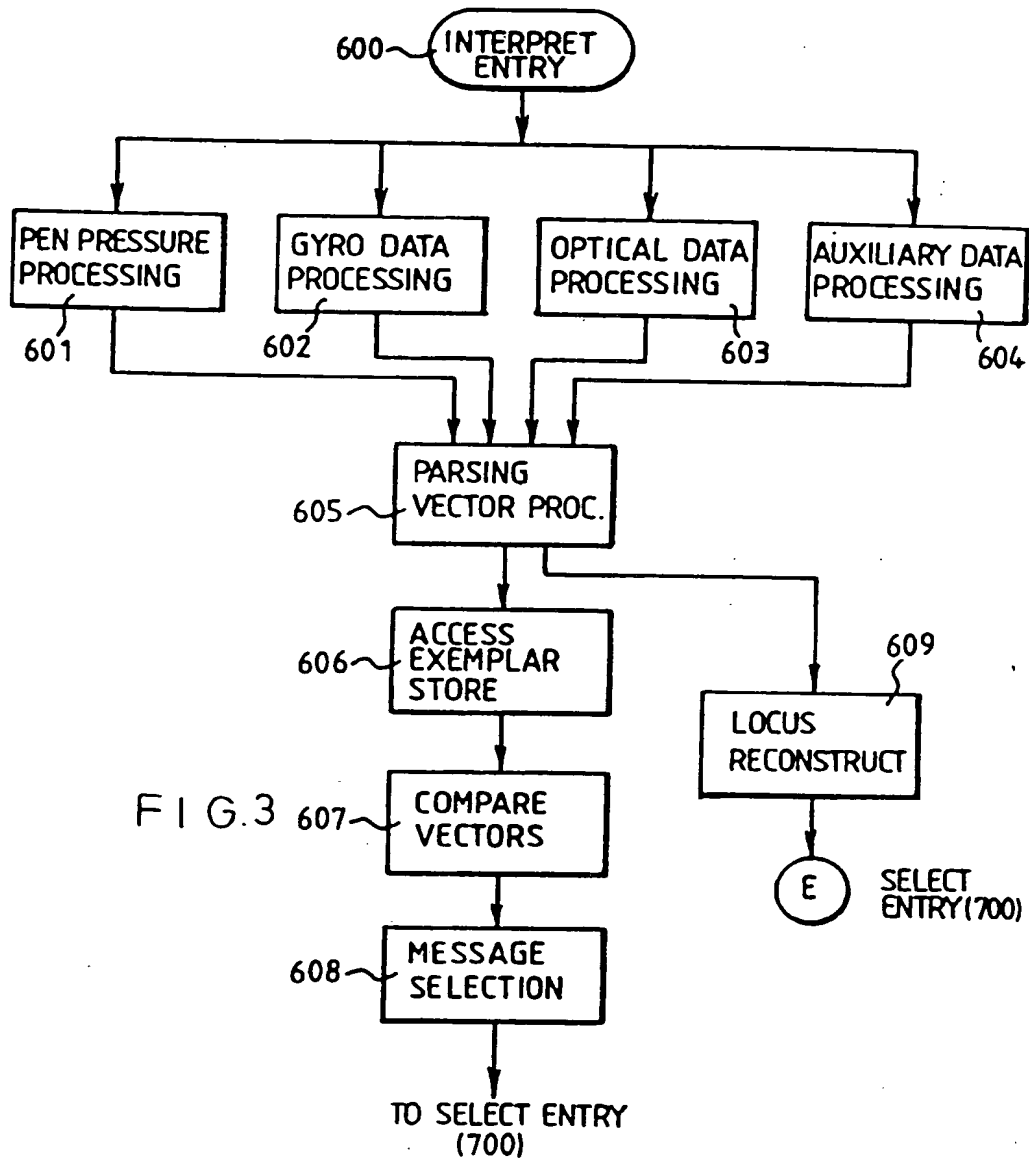 600
INTERPRET
ENTRY
PEN PRESSURE
PROCESSING
601
GYRO DATA
PROCESSING
602
OPTICAL DATA
PROCESSING
603
AUXILIARY DATA
PROCESSING
604
PARSING
VECTOR PROC.
605
ACCESS
EXEMPLAR
STORE
606
609
LOCUS
RECONSTRUCT
FIG.3
COMPARE
VECTORS
607
E
SELECT
ENTRY(700)
MESSAGE
SELECTION
608
TO SELECT ENTRY
(700)